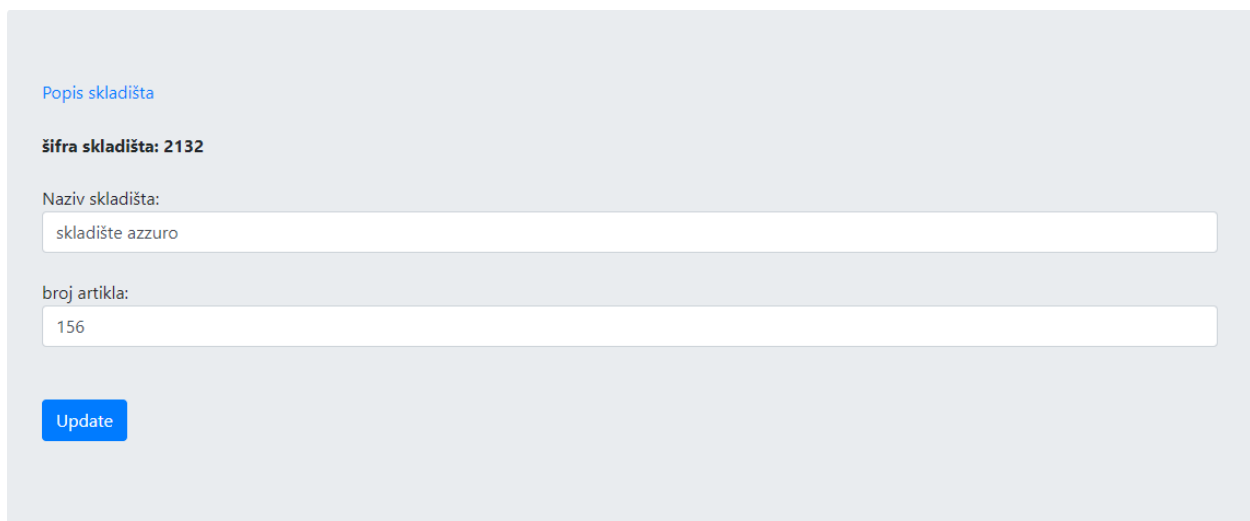 Popis skladišta
šifra skladišta: 2132
Naziv skladišta:
skladište azzuro
broj artikla:
156
Update